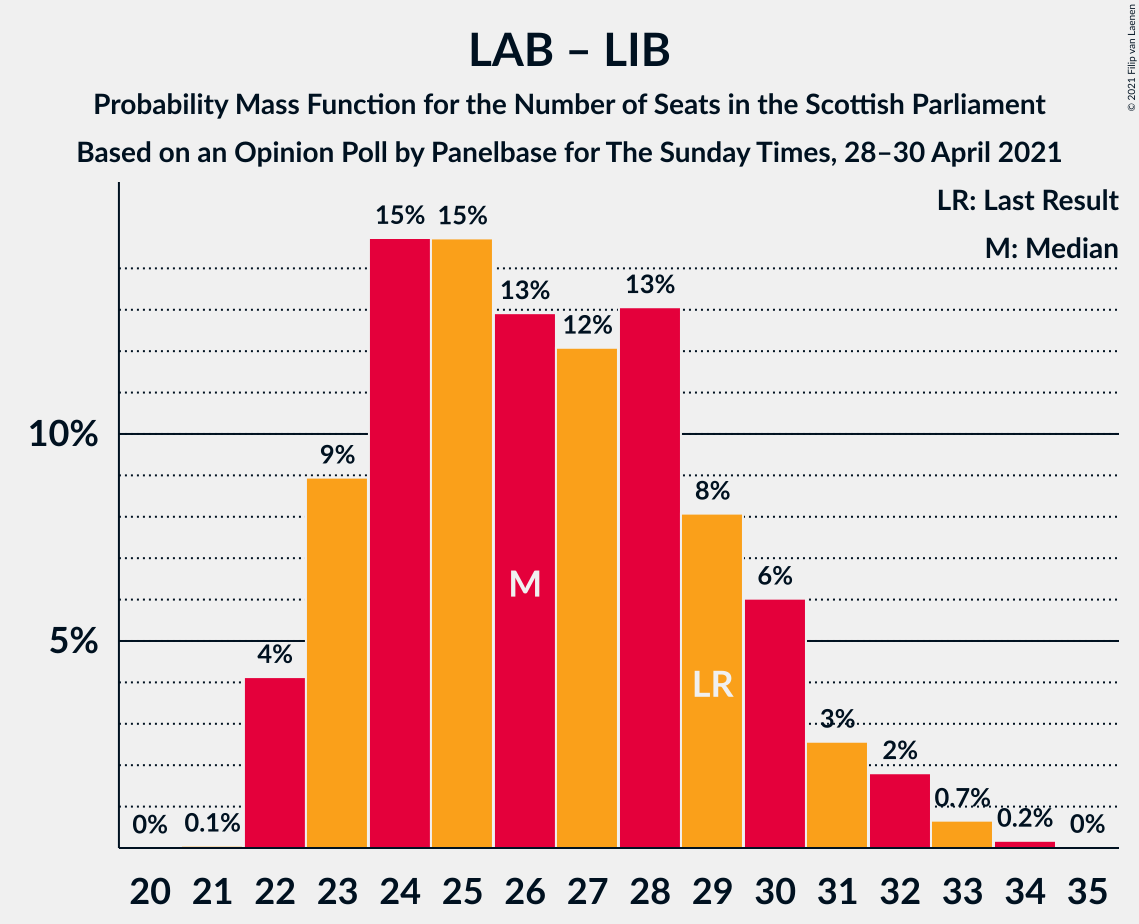 © 2021 Filip van Laenen
LAB – LIB
Probability Mass Function for the Number of Seats in the Scottish Parliament
Based on an Opinion Poll by Panelbase for The Sunday Times, 28–30 April 2021
LR: Last Result
M: Median
10%
5%
0% 0.1% 4% 9% 15% 15% 13% 12% 13% 8% 6% 3% 2% 0.7% 0.2% 0%
M
LR
20 21 22 23 24 25 26 27 28 29 30 31 32 33 34 35